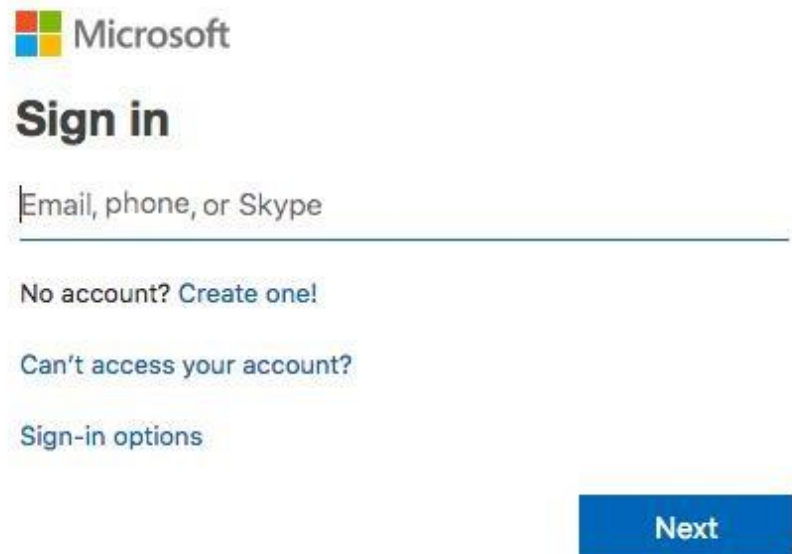 Microsoft
Sign in
Email, phone, or Skype
No account? Create one!
Can't access your account?
Sign-in options
Next